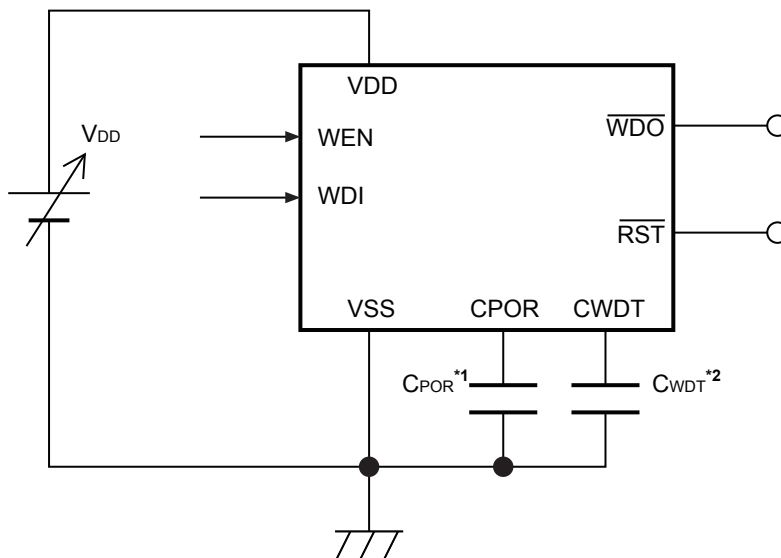 VDD
VDD
WEN
WDI
WDO
RST
VSS
CPOR
CWDT
CPOR*1
CWDT*2